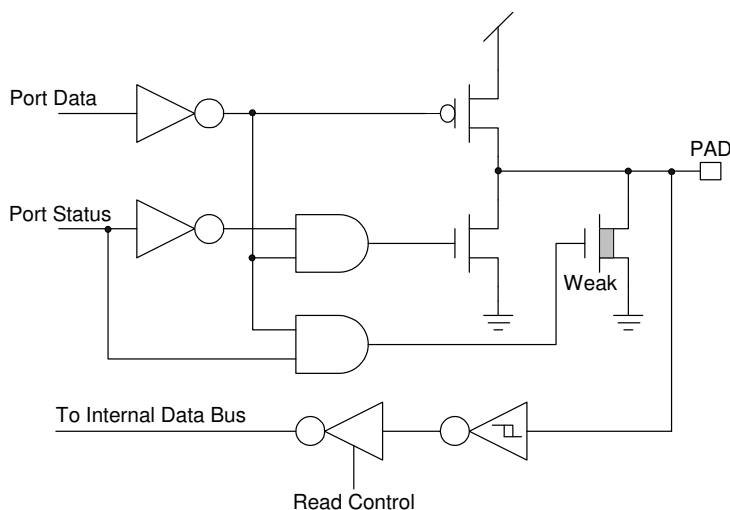 Port Data
PAD
Port Status
Weak
To Internal Data Bus
Read Control